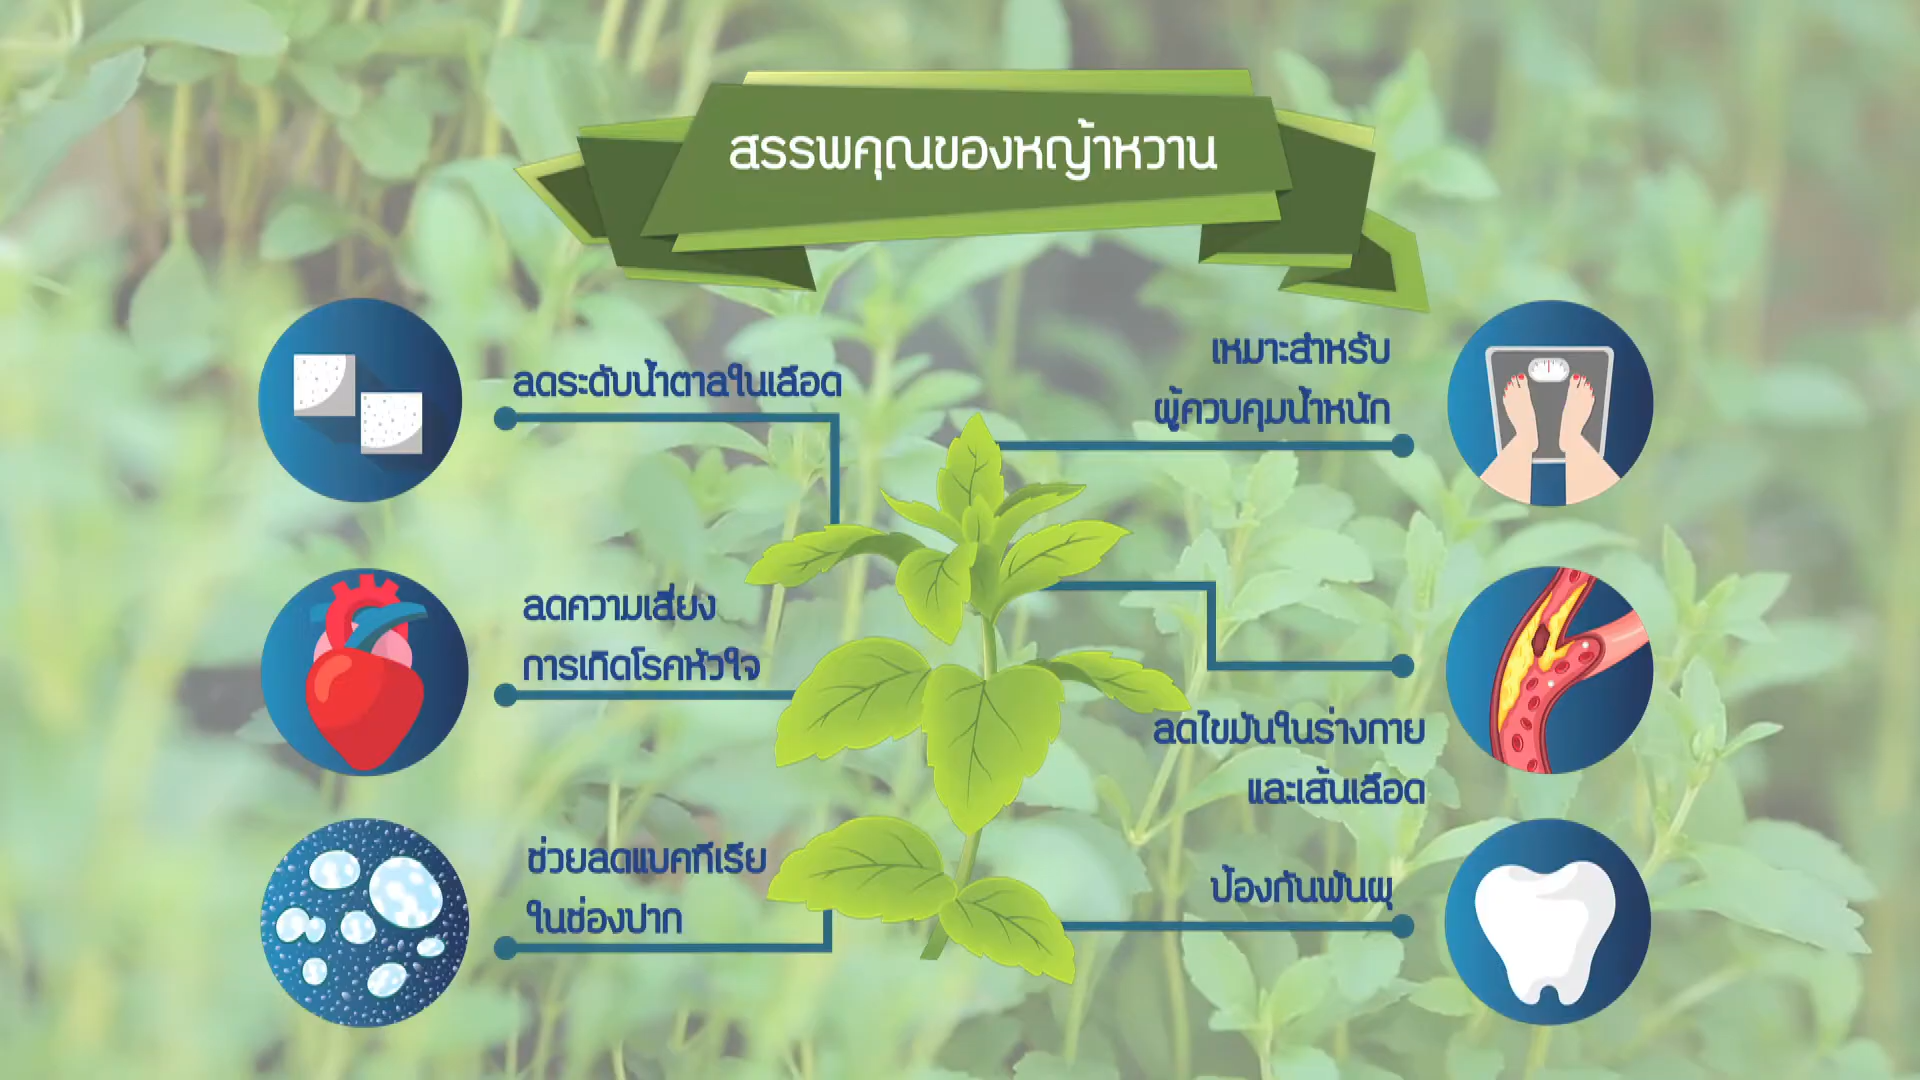 สรรพคุณของหญ้าหวาน
ลดระดับน้ำตาลในเลือด
ลดความเสี่ยง
การเกิดโรคหัวใจ
ช่วยลดแบคทีเรีย
ในช่องปาก
เหมาะสำหรับ
ผู้ควบคุมน้ำหนัก
ลดไขมันในร่างกาย
และเส้นเลือด
ป้องกันฟันผุ